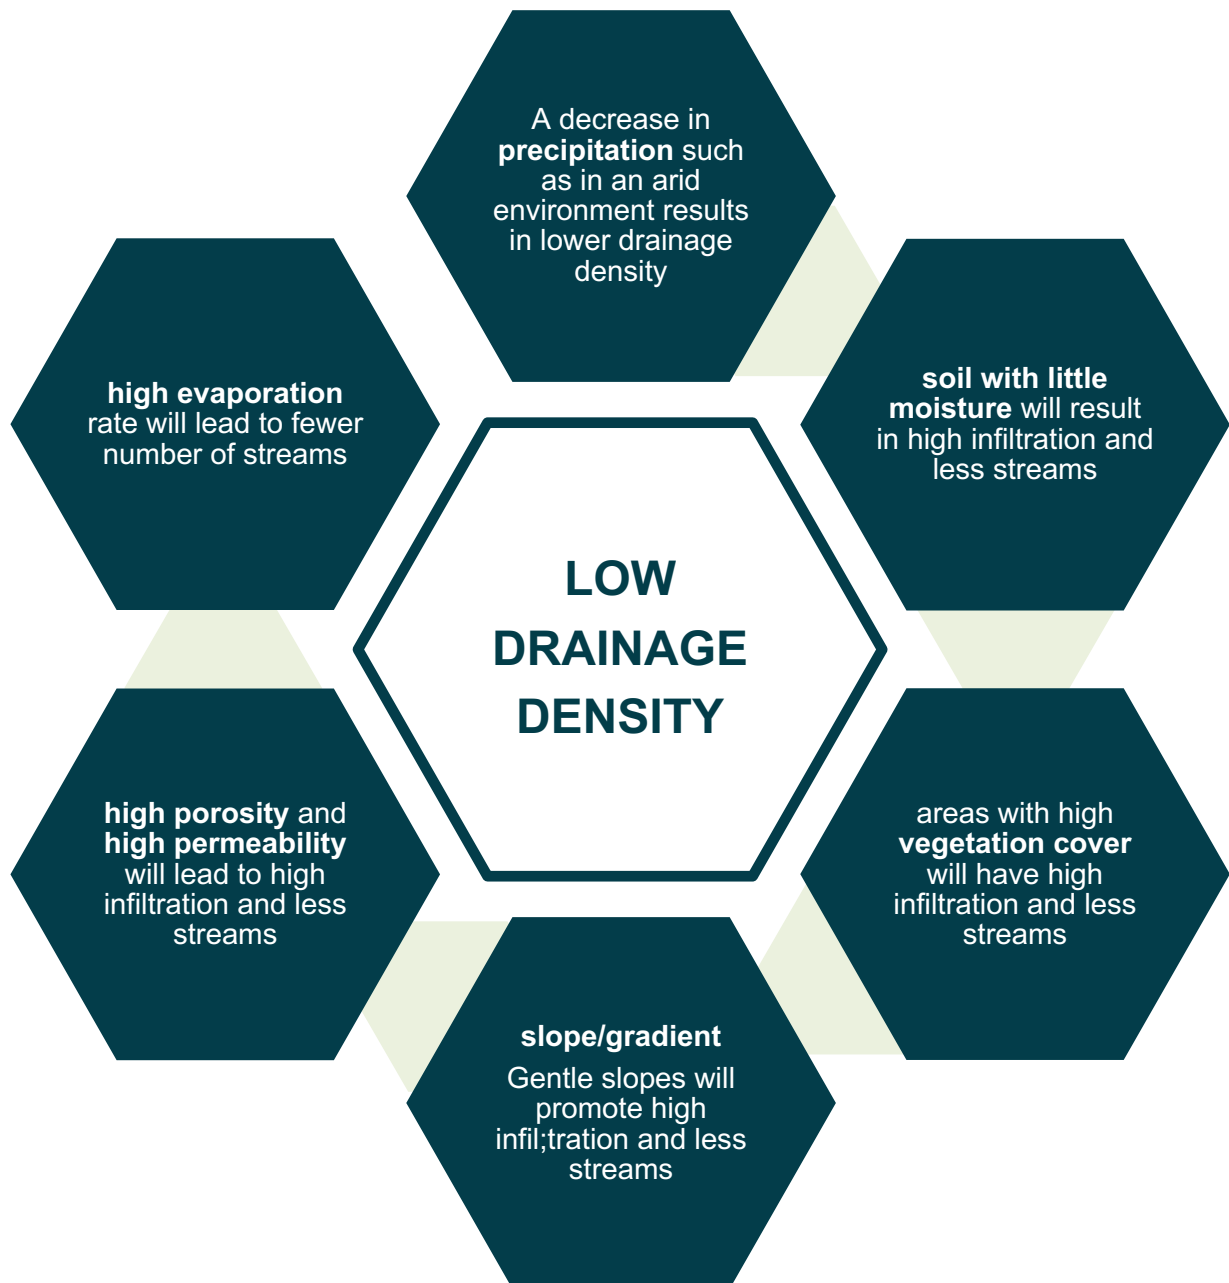 A decrease in
precipitation such
as in an arid
environment results
in lower drainage
density
soil with little
moisture will result
in high infiltration and
less streams
areas with high
vegetation cover
will have high
infiltration and less
streams
slope/gradient
Gentle slopes will
promote high
infil;tration and less
streams
high porosity and
high permeability
will lead to high
infiltration and less
streams
high evaporation
rate will lead to fewer
number of streams
LOW
DRAINAGE
DENSITY